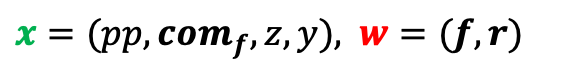 x = (pp, com_f, z, y), w = (f, r)